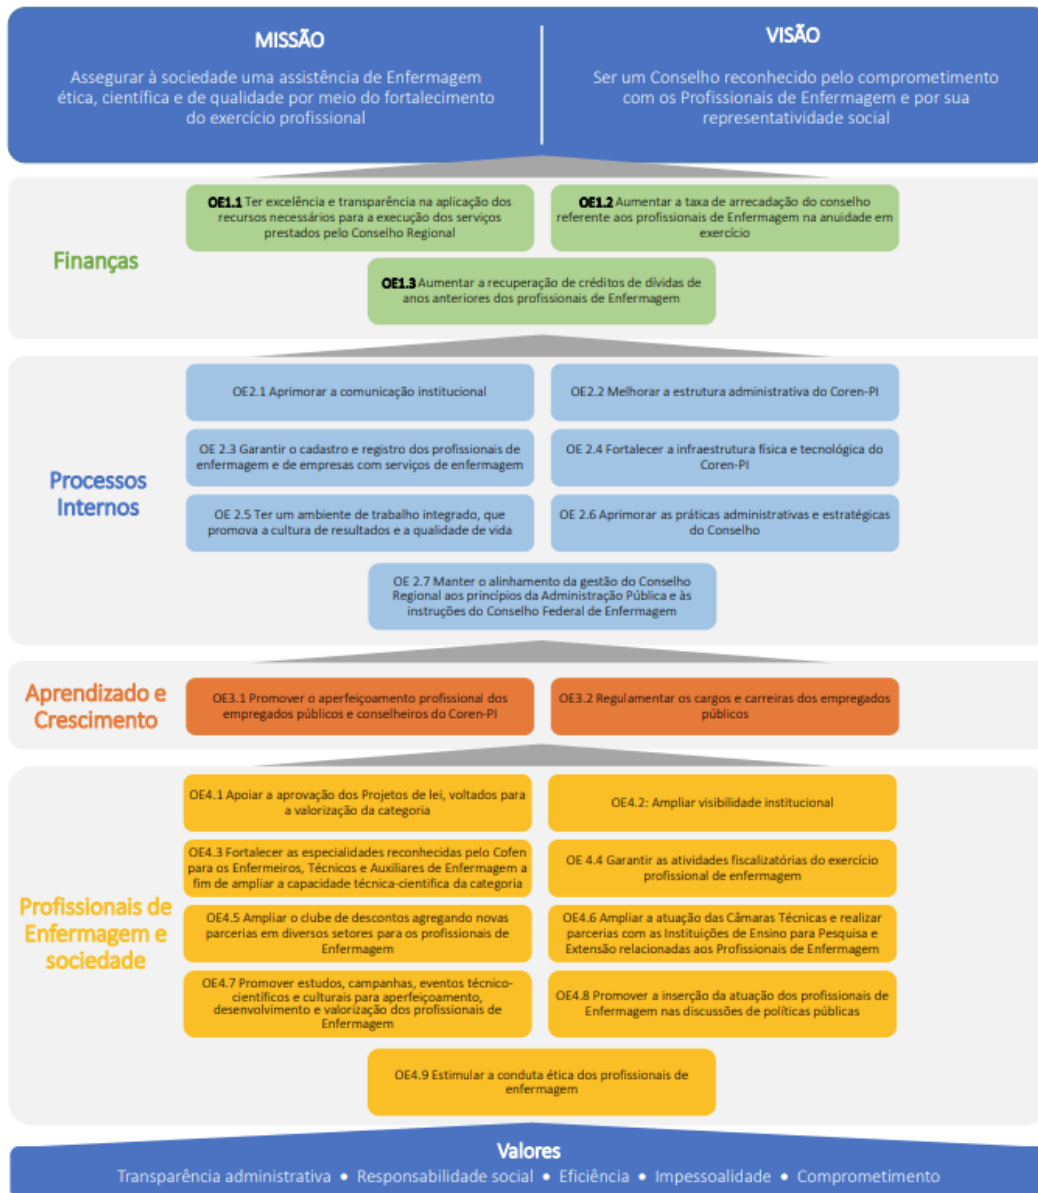 MISSÃO
Assegurar à sociedade uma assistência de Enfermagem
ética, científica e de qualidade por meio do fortalecimento
do exercício profissional
VISÃO
Ser um Conselho reconhecido pelo comprometimento
com os Profissionais de Enfermagem e por sua
representatividade social
Finanças
OE1.1 Ter excelência e transparência na aplicação dos
recursos necessários para a execução dos serviços
prestados pelo Conselho Regional
OE1.2 Aumentar a taxa de arrecadação do conselho
referente aos profissionais de Enfermagem na anuidade em
exercício
OE1.3 Aumentar a recuperação de créditos de dívidas de
anos anteriores dos profissionais de Enfermagem
Processos
Internos
OE2.1 Aprimorar a comunicação institucional
OE2.2 Melhorar a estrutura administrativa do Coren-PI
OE 2.3 Garantir o cadastro e registro dos profissionais de
enfermagem e de empresas com serviços de enfermagem
OE 2.4 Fortalecer a infraestrutura física e tecnológica do
Coren-PI
OE 2.5 Ter um ambiente de trabalho integrado, que
promova a cultura de resultados e a qualidade de vida
OE 2.6 Aprimorar as práticas administrativas e estratégicas
do Conselho
OE 2.7 Manter o alinhamento da gestão do Conselho
Regional aos princípios da Administração Pública e às
instruções do Conselho Federal de Enfermagem
Aprendizado e
Crescimento
OE3.1 Promover o aperfeiçoamento profissional dos
empregados públicos e conselheiros do Coren-PI
OE3.2 Regulamentar os cargos e carreiras dos empregados
públicos
Profissionais de
Enfermagem e
sociedade
OE4.1 Apoiar a aprovação dos Projetos de lei, voltados para
a valorização da categoria
OE4.2: Ampliar visibilidade institucional
OE4.3 Fortalecer as especialidades reconhecidas pelo Cofen
para os Enfermeiros, Técnicos e Auxiliares de Enfermagem a
fim de ampliar a capacidade técnica-científica da categoria
OE 4.4 Garantir as atividades fiscalizatórias do exercício
profissional de enfermagem
OE4.5 Ampliar o clube de descontos agregando novas
parcerias em diversos setores para os profissionais de
Enfermagem
OE4.6 Ampliar a atuação das Câmaras Técnicas e realizar
parcerias com as Instituições de Ensino para Pesquisa e
Extensão relacionadas aos Profissionais de Enfermagem
OE4.7 Promover estudos, campanhas, eventos técnico-
científicos e culturais para aperfeiçoamento,
desenvolvimento e valorização dos profissionais de
Enfermagem
OE4.8 Promover a inserção da atuação dos profissionais de
Enfermagem nas discussões de políticas públicas
OE4.9 Estimular a conduta ética dos profissionais de
enfermagem
Valores
Transparência administrativa • Responsabilidade social • Eficiência • Impessoalidade • Comprometimento